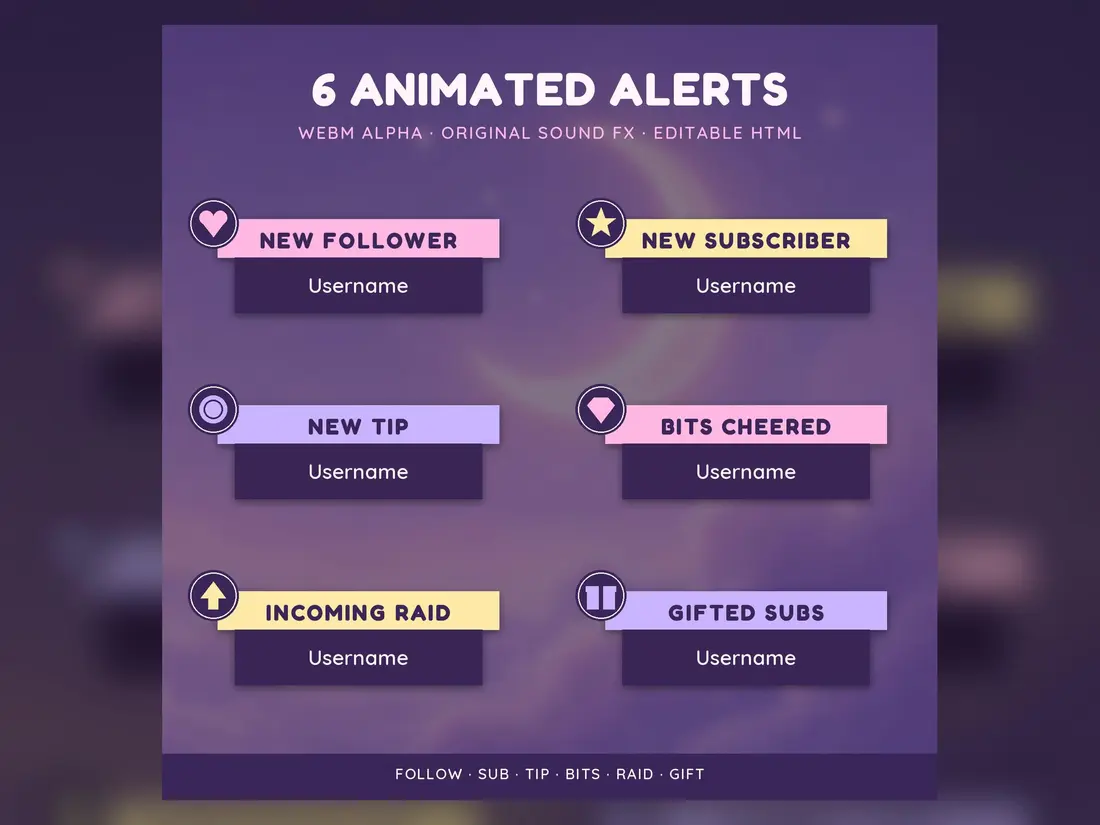 6 ANIMATED ALERTS
WEBM ALPHA · ORIGINAL SOUND FX · EDITABLE HTML
NEW FOLLOWER
Username
NEW SUBSCRIBER
Username
NEW TIP
Username
BITS CHEERED
Username
INCOMING RAID
Username
GIFTED SUBS
Username
FOLLOW · SUB · TIP · BITS · RAID · GIFT